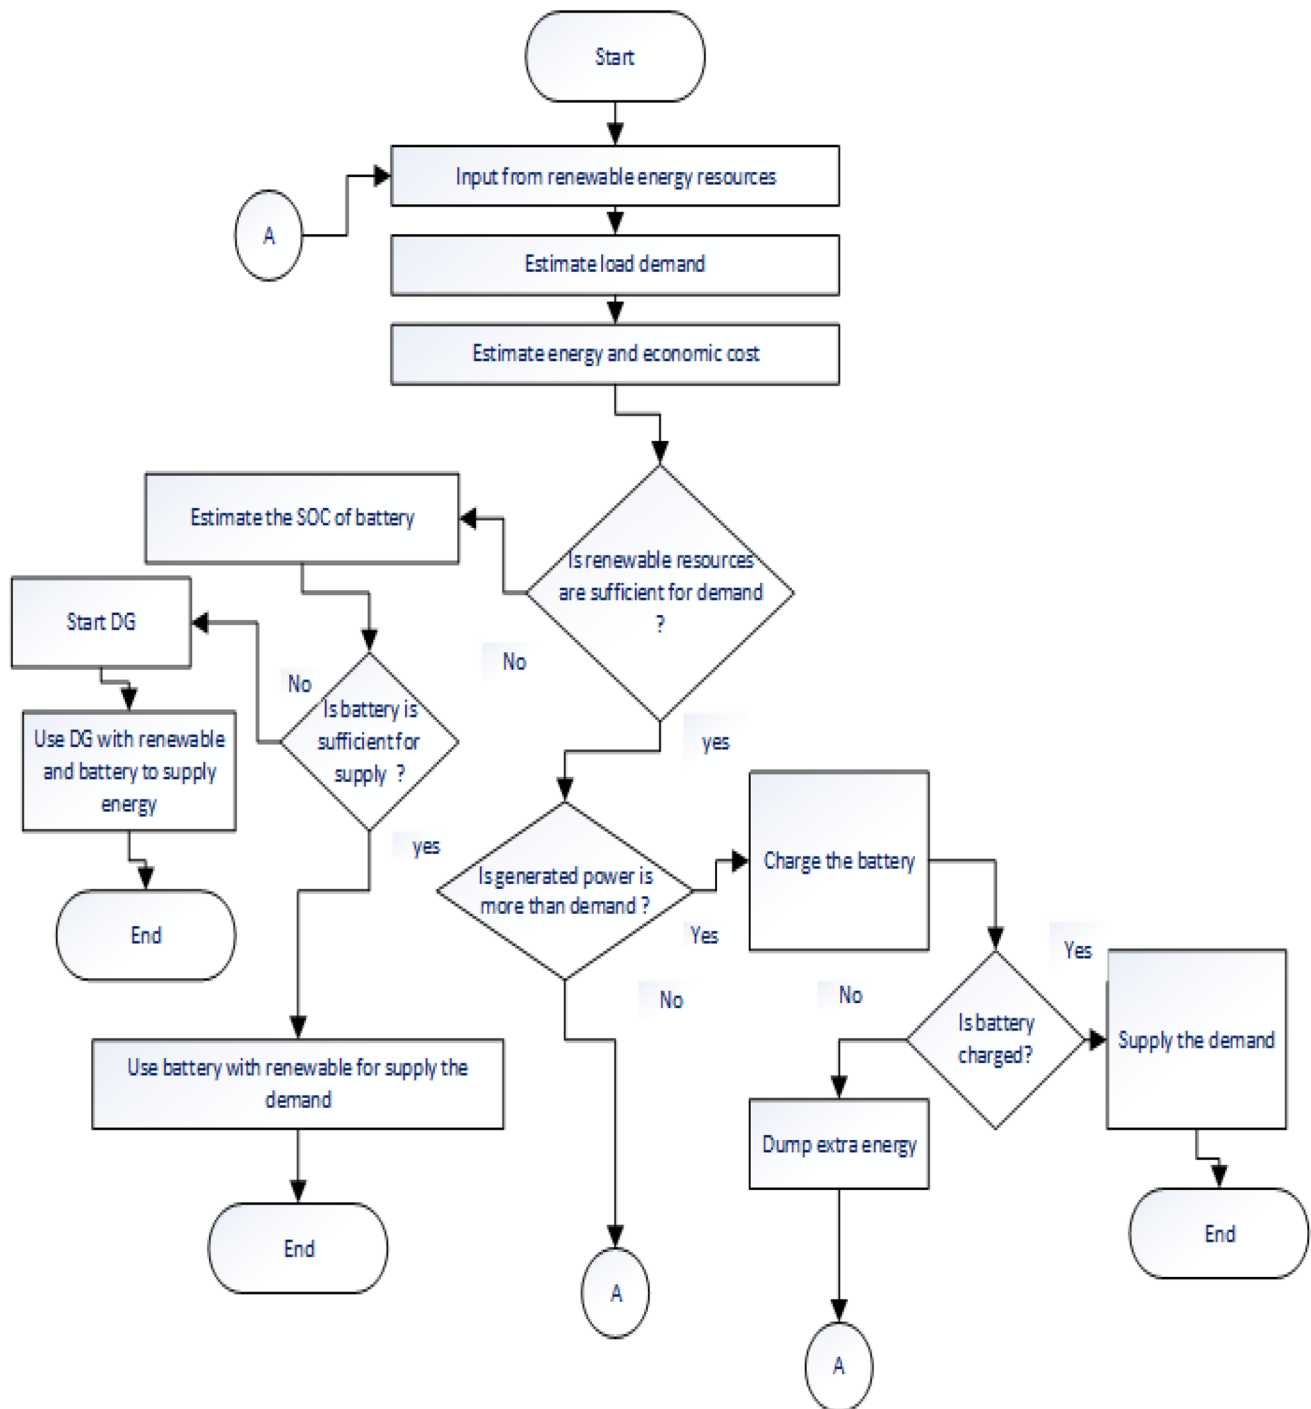 Start
Input from renewable energy resources
A
Estimate load demand
Estimate energy and economic cost
Estimate the SOC of battery
Is renewable resources
are sufficient for demand
?
Start DG
No
No
Is battery is
sufficient for
supply ?
Use DG with renewable
and battery to supply
energy
yes
yes
Is generated power is
more than demand ?
Charge the battery
End
Yes
Yes
No
No
Is battery
charged?
Supply the demand
Use battery with renewable for supply the
demand
Dump extra energy
End
End
A
A